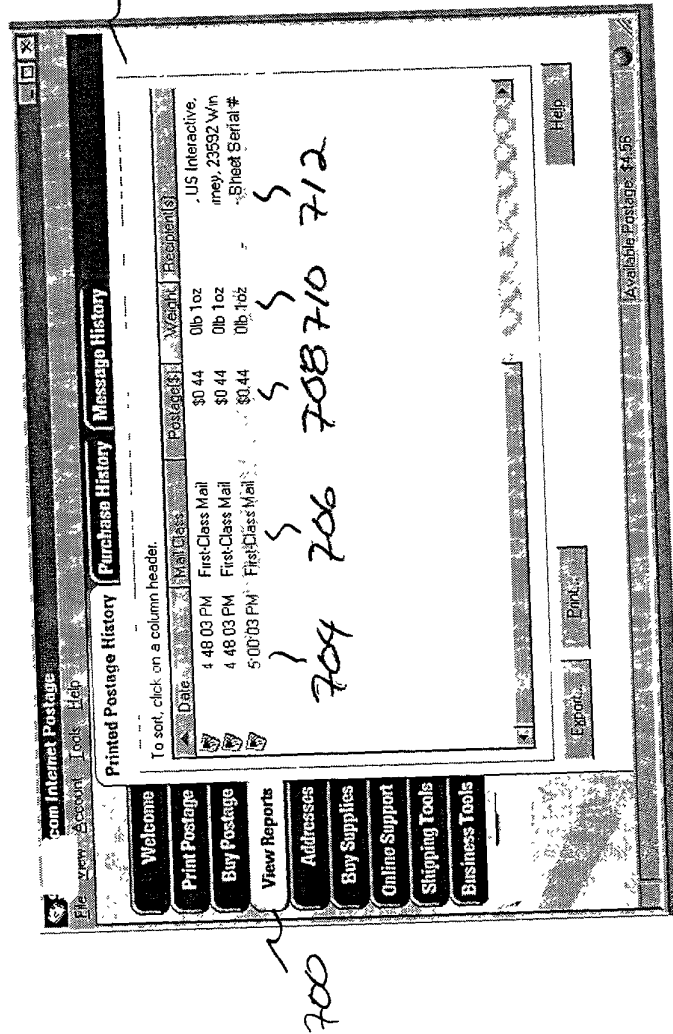 com Internet Postage
File View Account Tools Help
Welcome
Print Postage
Buy Postage
View Reports
Addresses
Buy Supplies
Online Support
Shipping Tools
Business Tools
Printed Postage History Purchase History Message History
To sort, click on a column header.
Date Mail Class Postage($) Weight Recipient(s)
4 48 03 PM First-Class Mail $0 44 0lb 1oz , US Interactive,
4 48 03 PM First-Class Mail $0 44 0lb 1oz imey, 23592 Win
5:00:03 PM First-Class Mail $0.44 0lb 1oz -Sheet Serial #
700 704 706 708 710 712
Export... Print... Help
Available Postage: $4.56